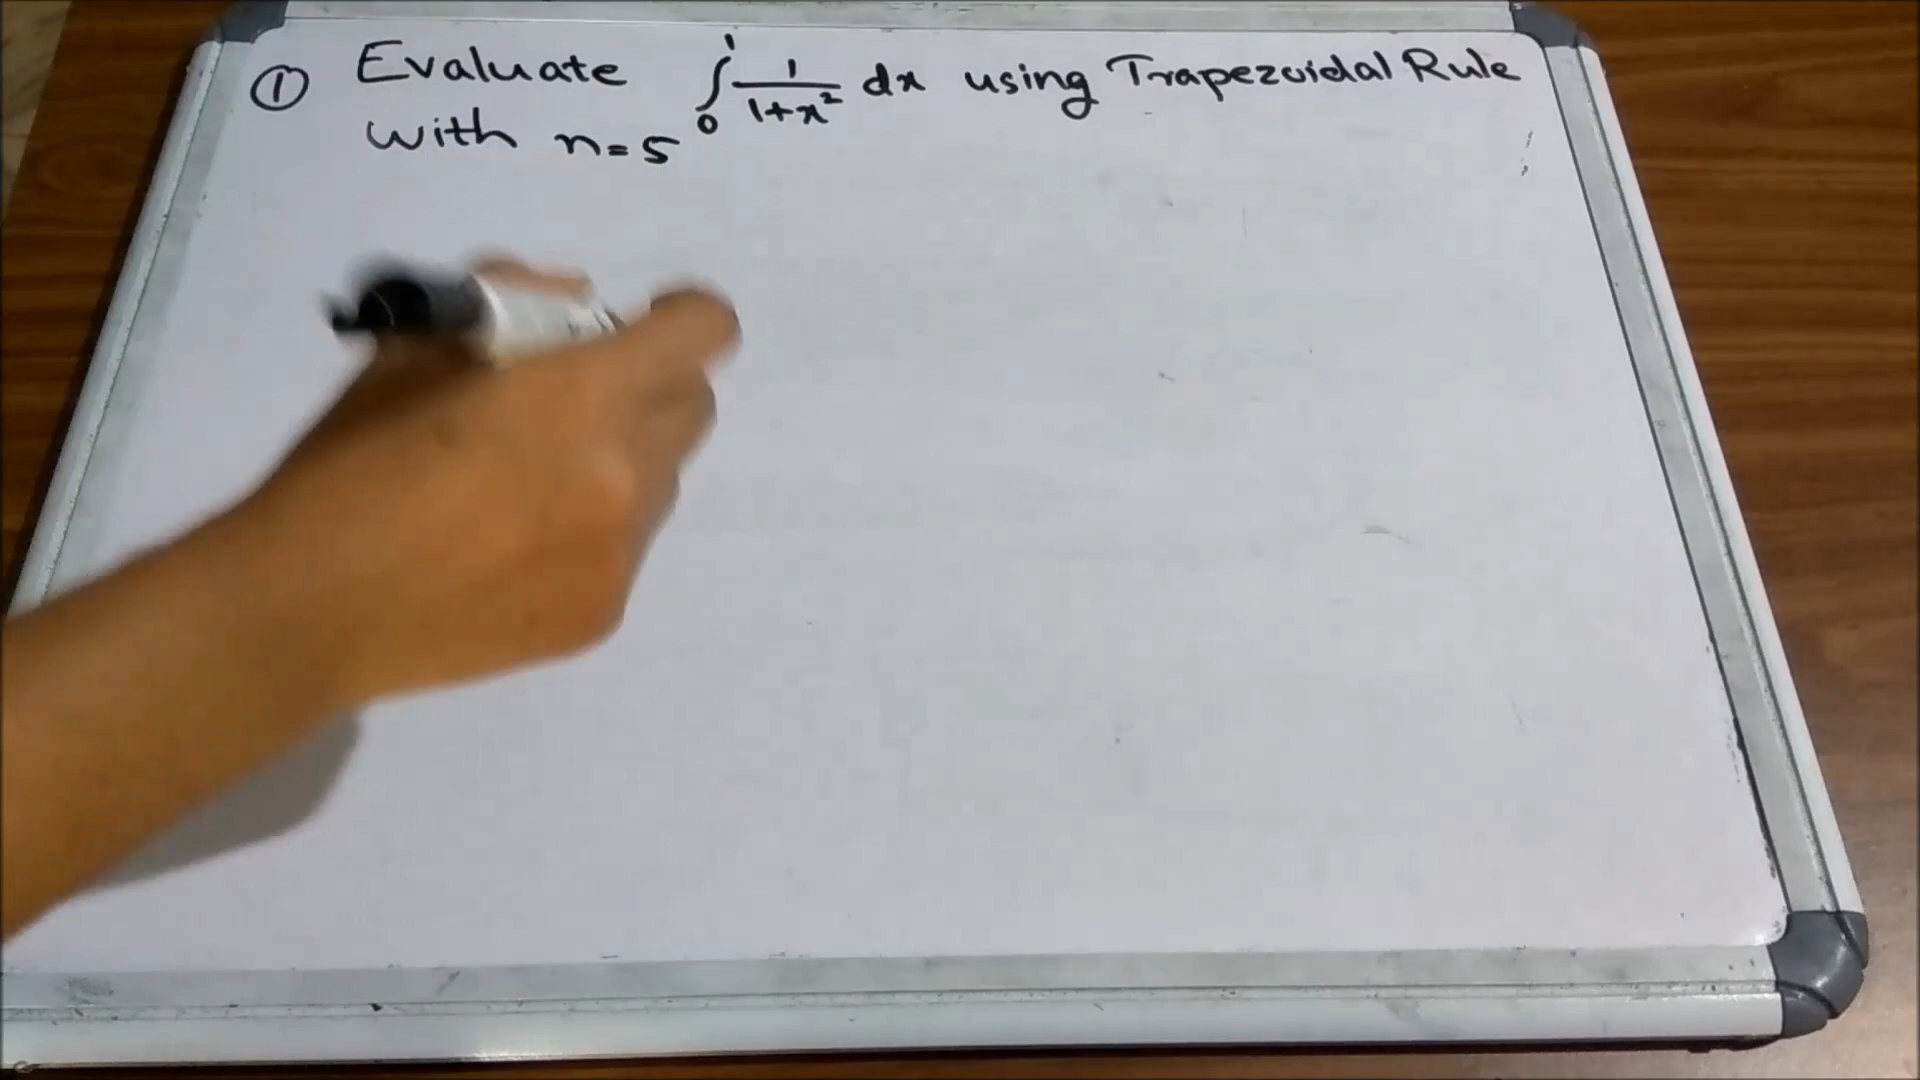 ① Evaluate ∫₀¹ 1/(1+x²) dx using Trapezoidal Rule
with n=5